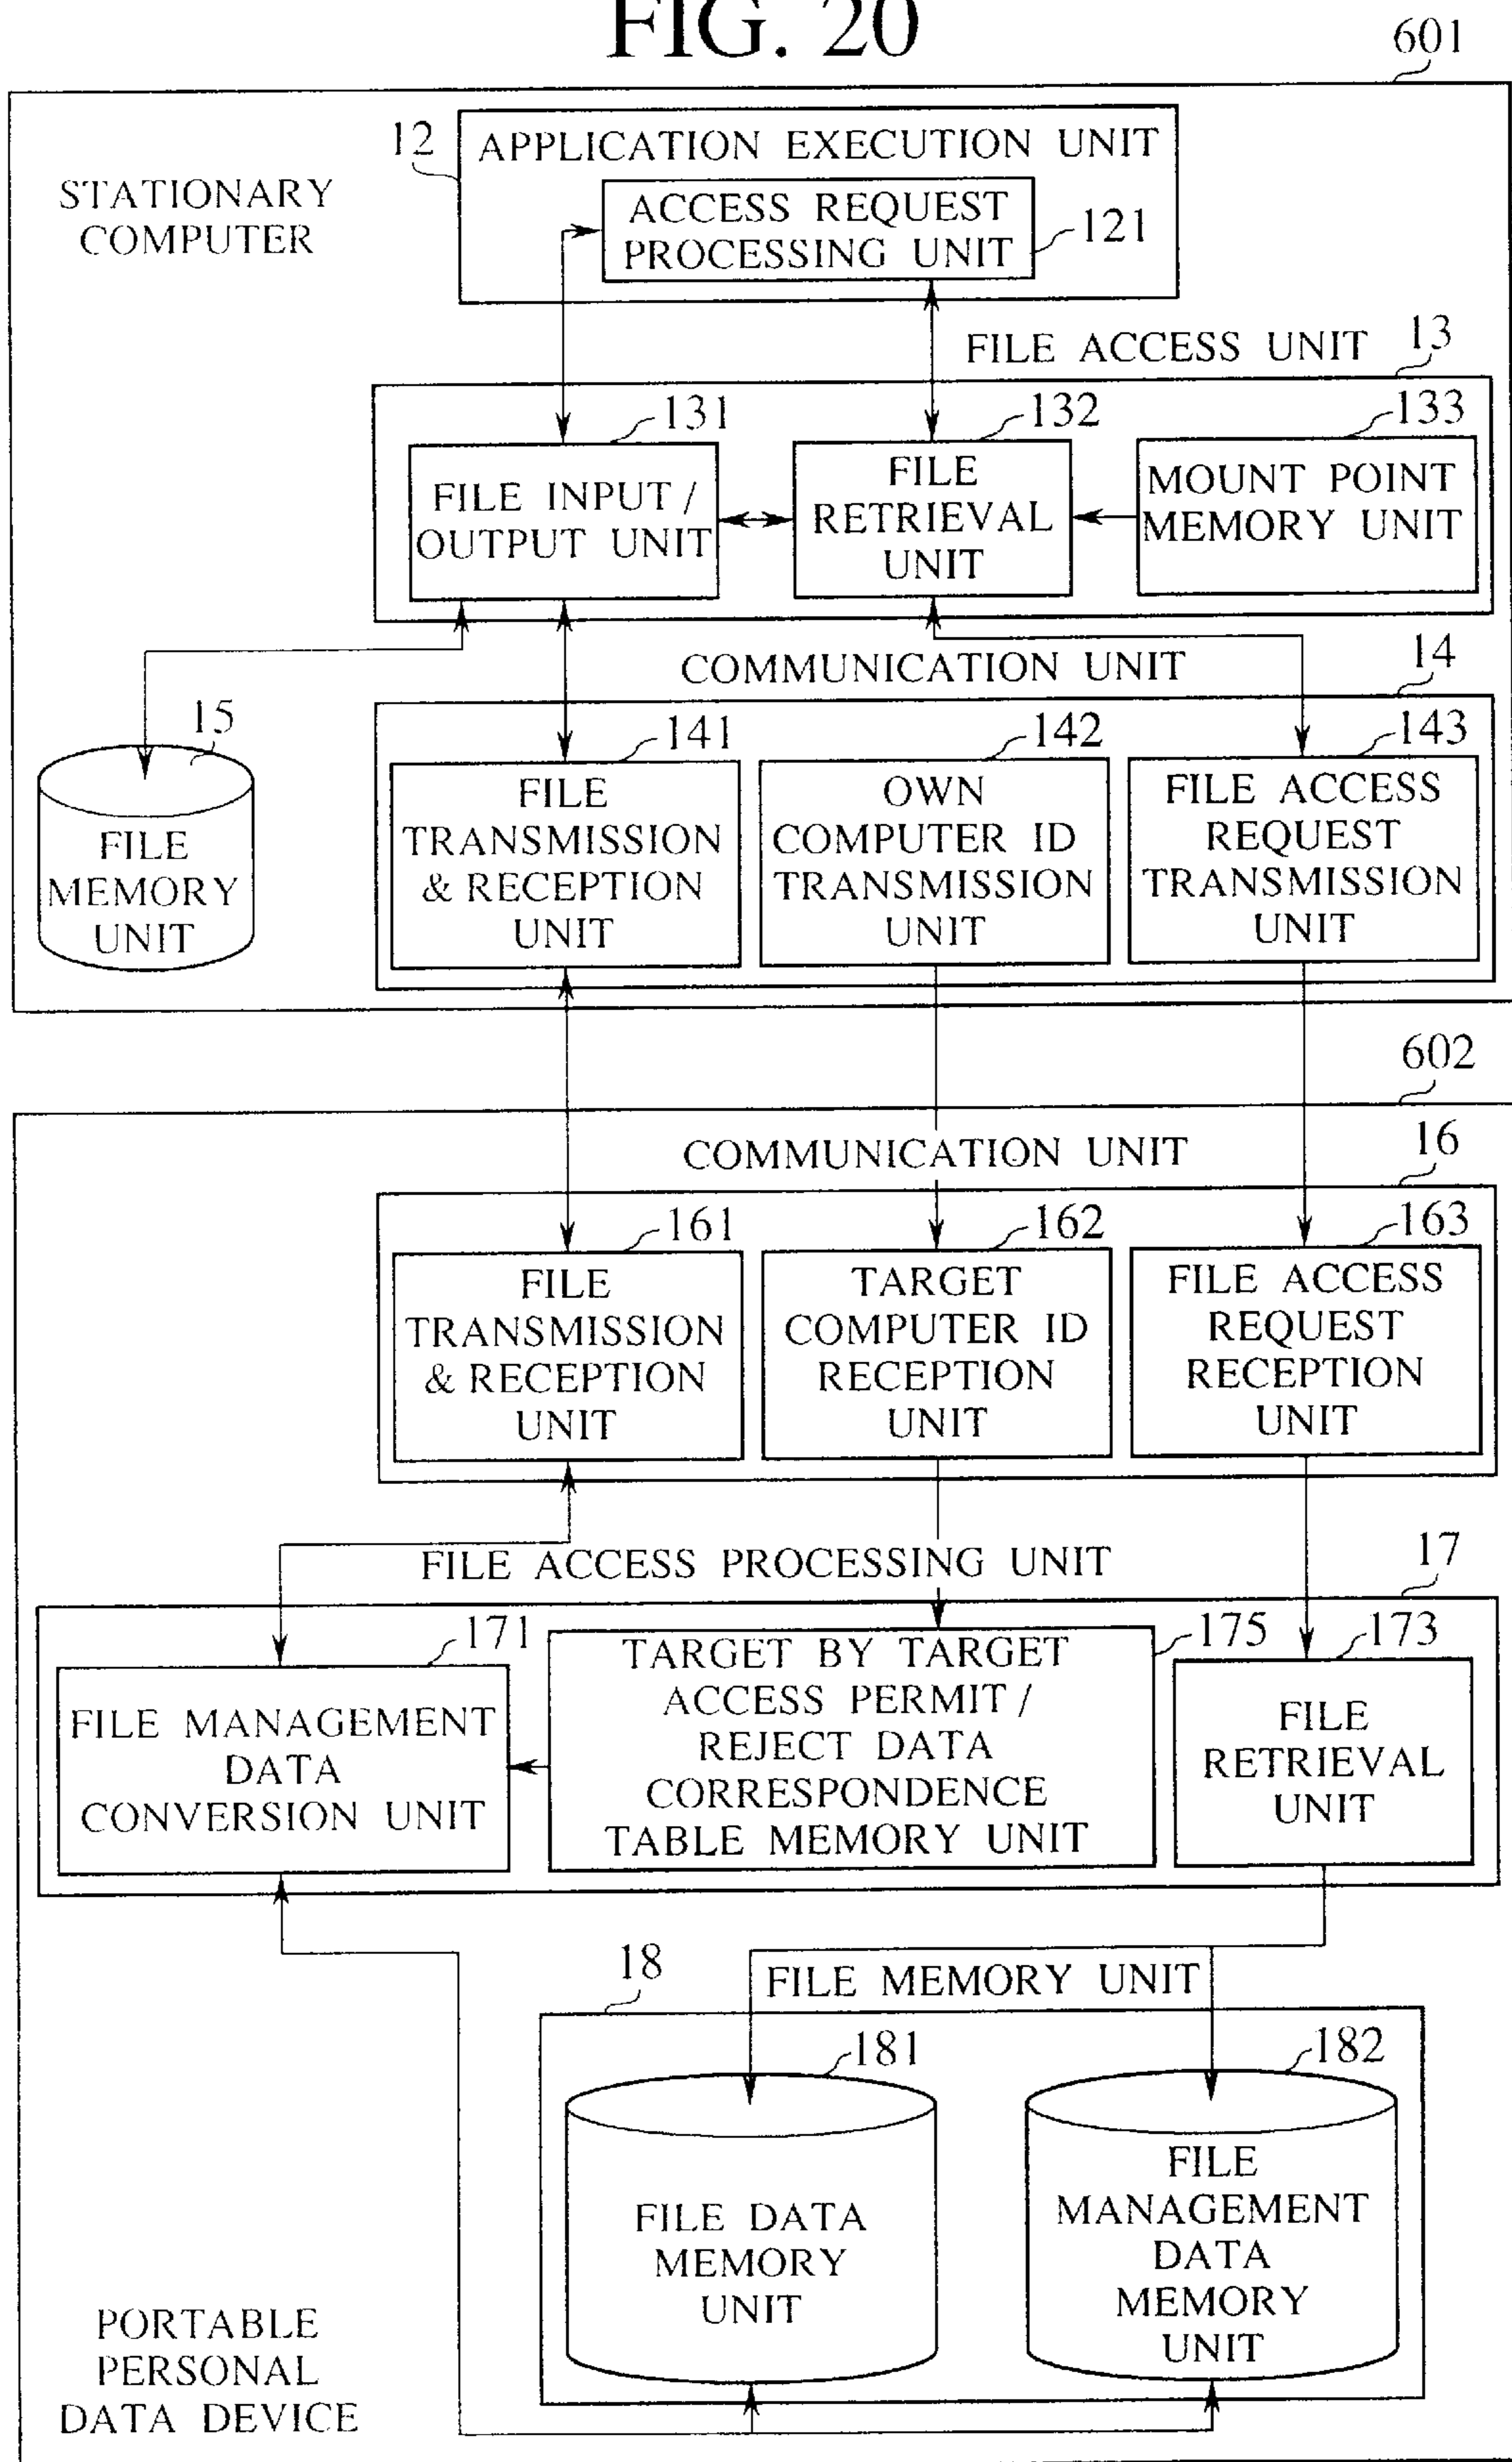 FIG. 20
601
STATIONARY
COMPUTER
12
APPLICATION EXECUTION UNIT
ACCESS REQUEST
PROCESSING UNIT
121
FILE ACCESS UNIT
13
131
FILE INPUT/
OUTPUT UNIT
132
FILE
RETRIEVAL
UNIT
133
MOUNT POINT
MEMORY UNIT
COMMUNICATION UNIT
14
15
FILE
MEMORY
UNIT
141
FILE
TRANSMISSION
& RECEPTION
UNIT
142
OWN
COMPUTER ID
TRANSMISSION
UNIT
143
FILE ACCESS
REQUEST
TRANSMISSION
UNIT
602
COMMUNICATION UNIT
16
161
FILE
TRANSMISSION
& RECEPTION
UNIT
162
TARGET
COMPUTER ID
RECEPTION
UNIT
163
FILE ACCESS
REQUEST
RECEPTION
UNIT
FILE ACCESS PROCESSING UNIT
17
171
FILE MANAGEMENT
DATA
CONVERSION UNIT
175
TARGET BY TARGET
ACCESS PERMIT/
REJECT DATA
CORRESPONDENCE
TABLE MEMORY UNIT
173
FILE
RETRIEVAL
UNIT
18
FILE MEMORY UNIT
181
FILE DATA
MEMORY
UNIT
182
FILE
MANAGEMENT
DATA
MEMORY
UNIT
PORTABLE
PERSONAL
DATA DEVICE